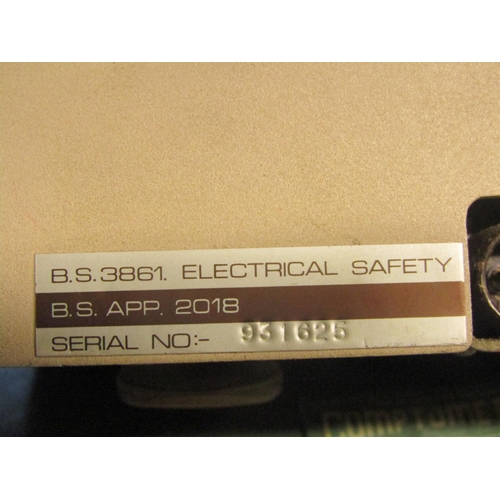 B.S.3861. ELECTRICAL SAFETY
B.S. APP. 2018
SERIAL NO:- 931625